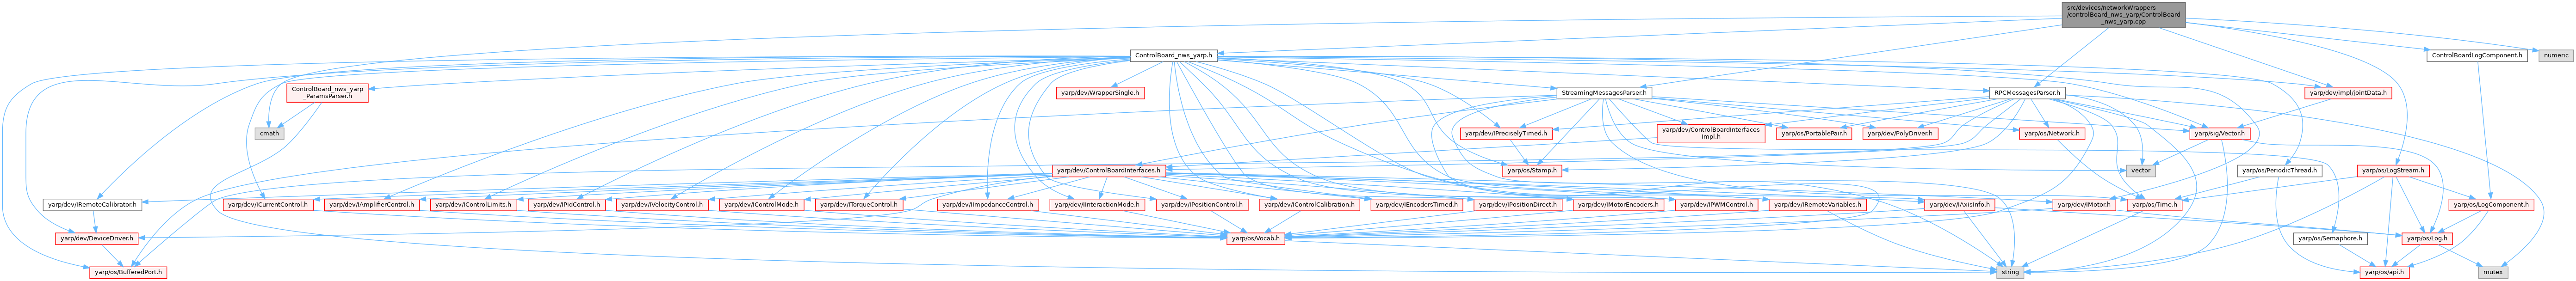 src/devices/networkWrappers
/controlBoard_nws_yarp/ControlBoard
_nws_yarp.cpp
ControlBoard_nws_yarp.h
ControlBoardLogComponent.h
numeric
ControlBoard_nws_yarp
_ParamsParser.h
yarp/dev/WrapperSingle.h
StreamingMessagesParser.h
RPCMessagesParser.h
yarp/dev/impl/jointData.h
cmath
yarp/dev/IPreciselyTimed.h
yarp/dev/ControlBoardInterfaces
Impl.h
yarp/os/PortablePair.h
yarp/dev/PolyDriver.h
yarp/os/Network.h
yarp/sig/Vector.h
yarp/dev/ControlBoardInterfaces.h
yarp/os/Stamp.h
vector
yarp/os/PeriodicThread.h
yarp/os/LogStream.h
yarp/dev/IRemoteCalibrator.h
yarp/dev/ICurrentControl.h
yarp/dev/IAmplifierControl.h
yarp/dev/IControlLimits.h
yarp/dev/IPidControl.h
yarp/dev/IVelocityControl.h
yarp/dev/IControlMode.h
yarp/dev/ITorqueControl.h
yarp/dev/IImpedanceControl.h
yarp/dev/IInteractionMode.h
yarp/dev/IPositionControl.h
yarp/dev/IControlCalibration.h
yarp/dev/IEncodersTimed.h
yarp/dev/IPositionDirect.h
yarp/dev/IMotorEncoders.h
yarp/dev/IPWMControl.h
yarp/dev/IRemoteVariables.h
yarp/dev/IAxisInfo.h
yarp/dev/IMotor.h
yarp/os/Time.h
yarp/os/LogComponent.h
yarp/dev/DeviceDriver.h
yarp/os/Vocab.h
yarp/os/Semaphore.h
yarp/os/Log.h
yarp/os/BufferedPort.h
string
yarp/os/api.h
mutex